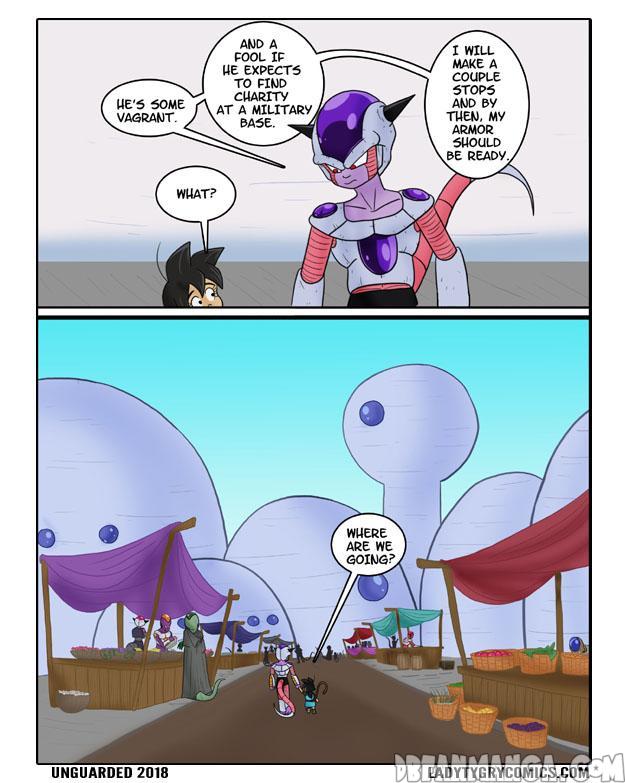 HE'S SOME
VAGRANT.
AND A
FOOL IF
HE EXPECTS
TO FIND
CHARITY
AT A MILITARY
BASE.
I WILL
MAKE A
COUPLE
STOPS
AND BY
THEN, MY
ARMOR
SHOULD
BE READY.
WHAT?
WHERE
ARE WE
GOING?
UNGUARDED 2018
LADYTYGRYCOMICS.COM
DBFANMANGA.COM